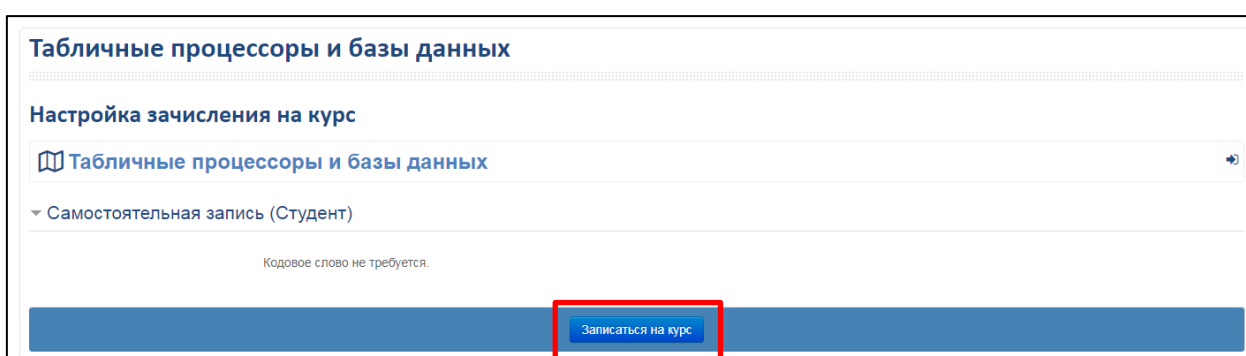 Табличные процессоры и базы данных
Настройка зачисления на курс
Табличные процессоры и базы данных
Самостоятельная запись (Студент)
Кодовое слово не требуется.
Записаться на курс